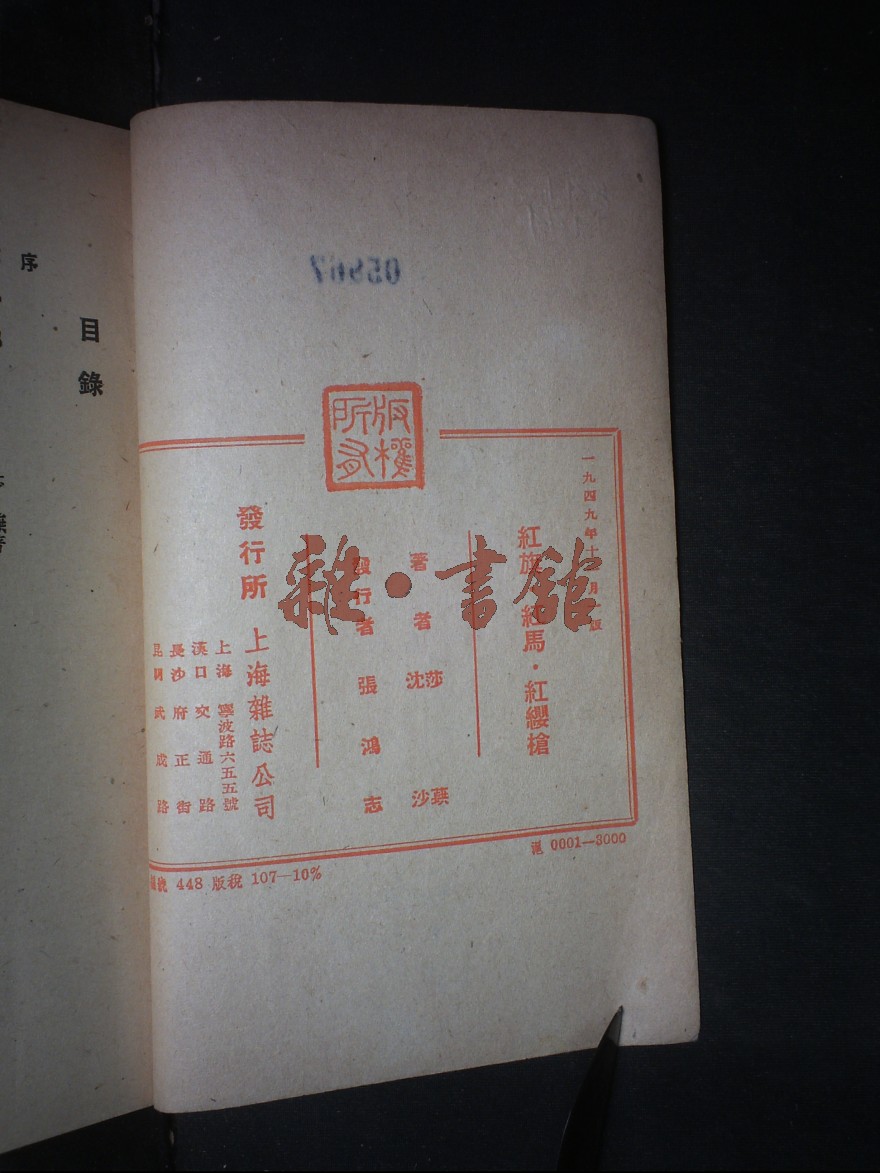 版權所有
一九四九年十月 版
紅旗·紅馬·紅纓槍
著者 沈沙 莎蕻
發行者 張鴻志
發行所 上海雜誌公司
上海 寧波路六五五號
漢口 交通路
長沙 府正街
昆明 武成路
滬 0001—3000
號 448 版稅 107—10%
雜·書館
目錄
序